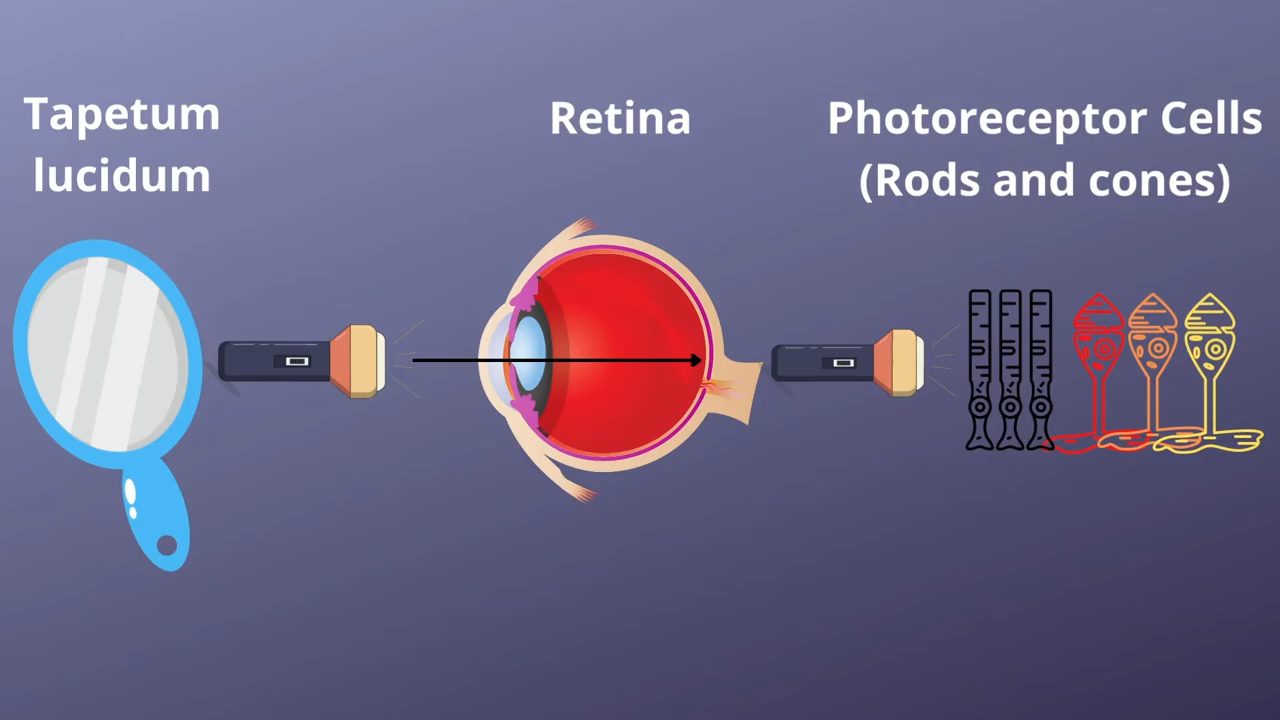 Tapetum
lucidum
Retina
Photoreceptor Cells
(Rods and cones)